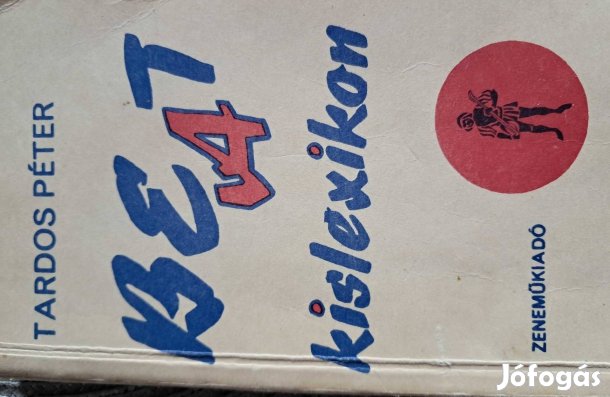 TARDOS PÉTER
BEAT
kislexikon
ZENEMŰKIADÓ
Jófogás